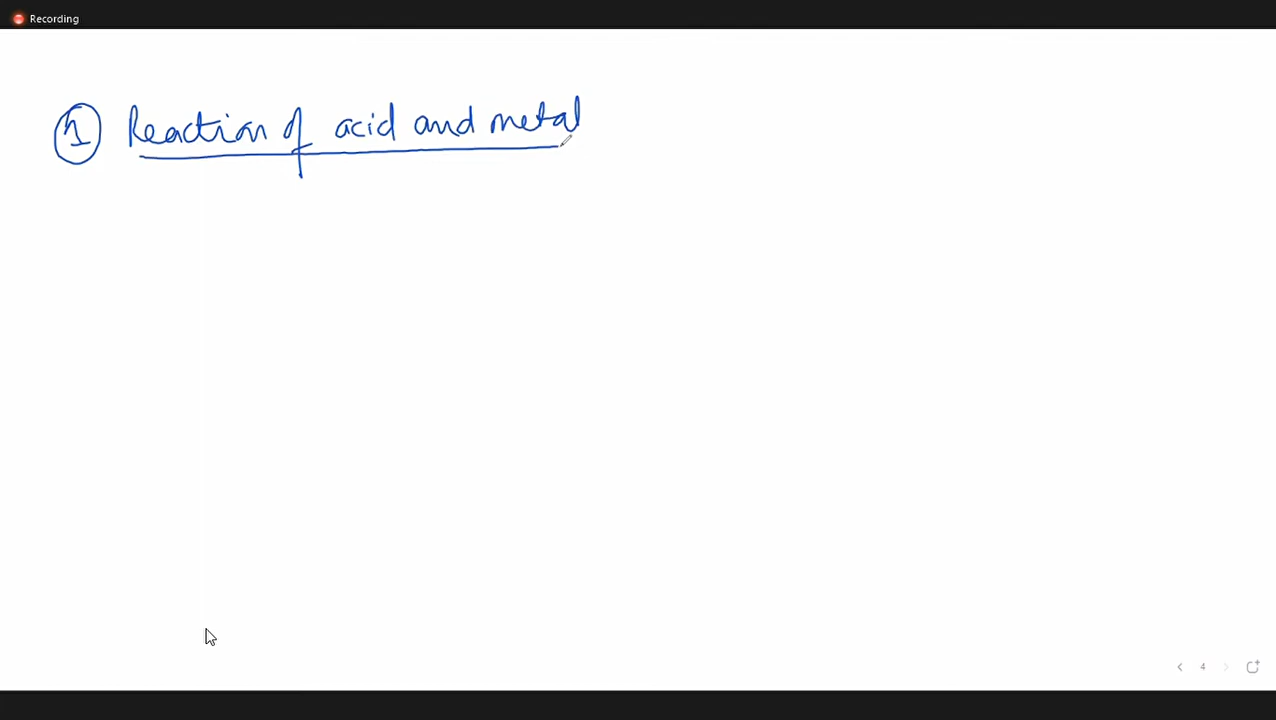 Recording
① Reaction of acid and metal
4